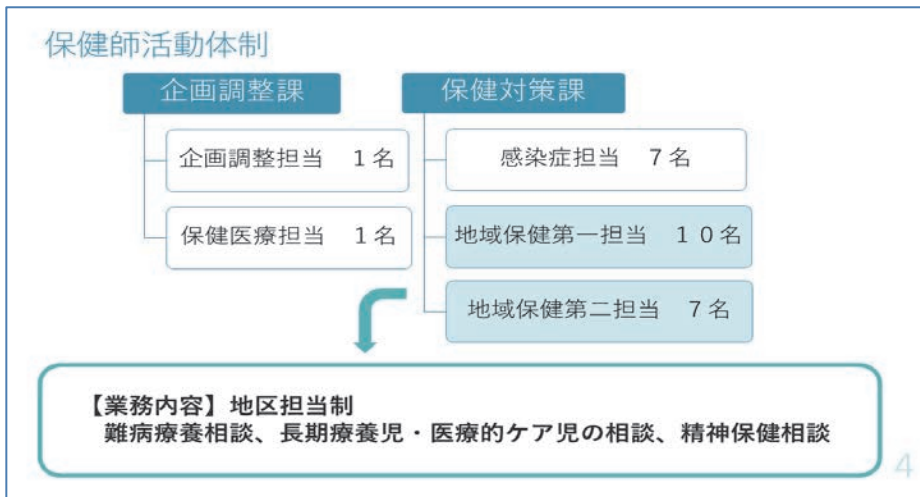 保健師活動体制
企画調整課
保健対策課
企画調整担当　１名
感染症担当　７名
保健医療担当　１名
地域保健第一担当　１０名
地域保健第二担当　７名
【業務内容】地区担当制
難病療養相談、長期療養児・医療的ケア児の相談、精神保健相談
4